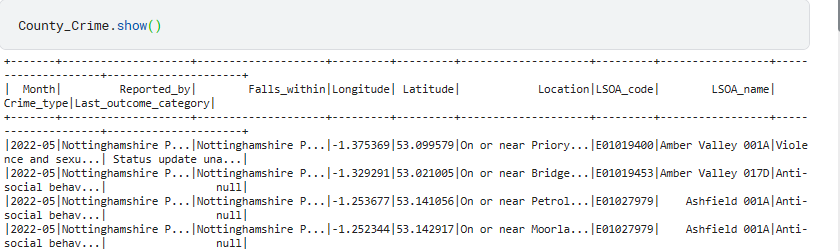 County_Crime.show()
+-------+--------------------+--------------------+---------+---------+--------------------+---------+------------------+-----
---------------+---------------------+
|  Month|         Reported_by|        Falls_within|Longitude| Latitude|            Location|LSOA_code|         LSOA_name|
Crime_type|Last_outcome_category|
+-------+--------------------+--------------------+---------+---------+--------------------+---------+------------------+-----
---------------+---------------------+
|2022-05|Nottinghamshire P...|Nottinghamshire P...|-1.375369|53.099579|On or near Priory...|E01019400|Amber Valley 001A|Viole
nce and sexu...| Status update una...|
|2022-05|Nottinghamshire P...|Nottinghamshire P...|-1.329291|53.021005|On or near Bridge...|E01019453|Amber Valley 017D|Anti-
social behav...|                 null|
|2022-05|Nottinghamshire P...|Nottinghamshire P...|-1.253677|53.141056|On or near Petrol...|E01027979|    Ashfield 001A|Anti-
social behav...|                 null|
|2022-05|Nottinghamshire P...|Nottinghamshire P...|-1.252344|53.142917|On or near Moorla...|E01027979|    Ashfield 001A|Anti-
social behav...|                 null|